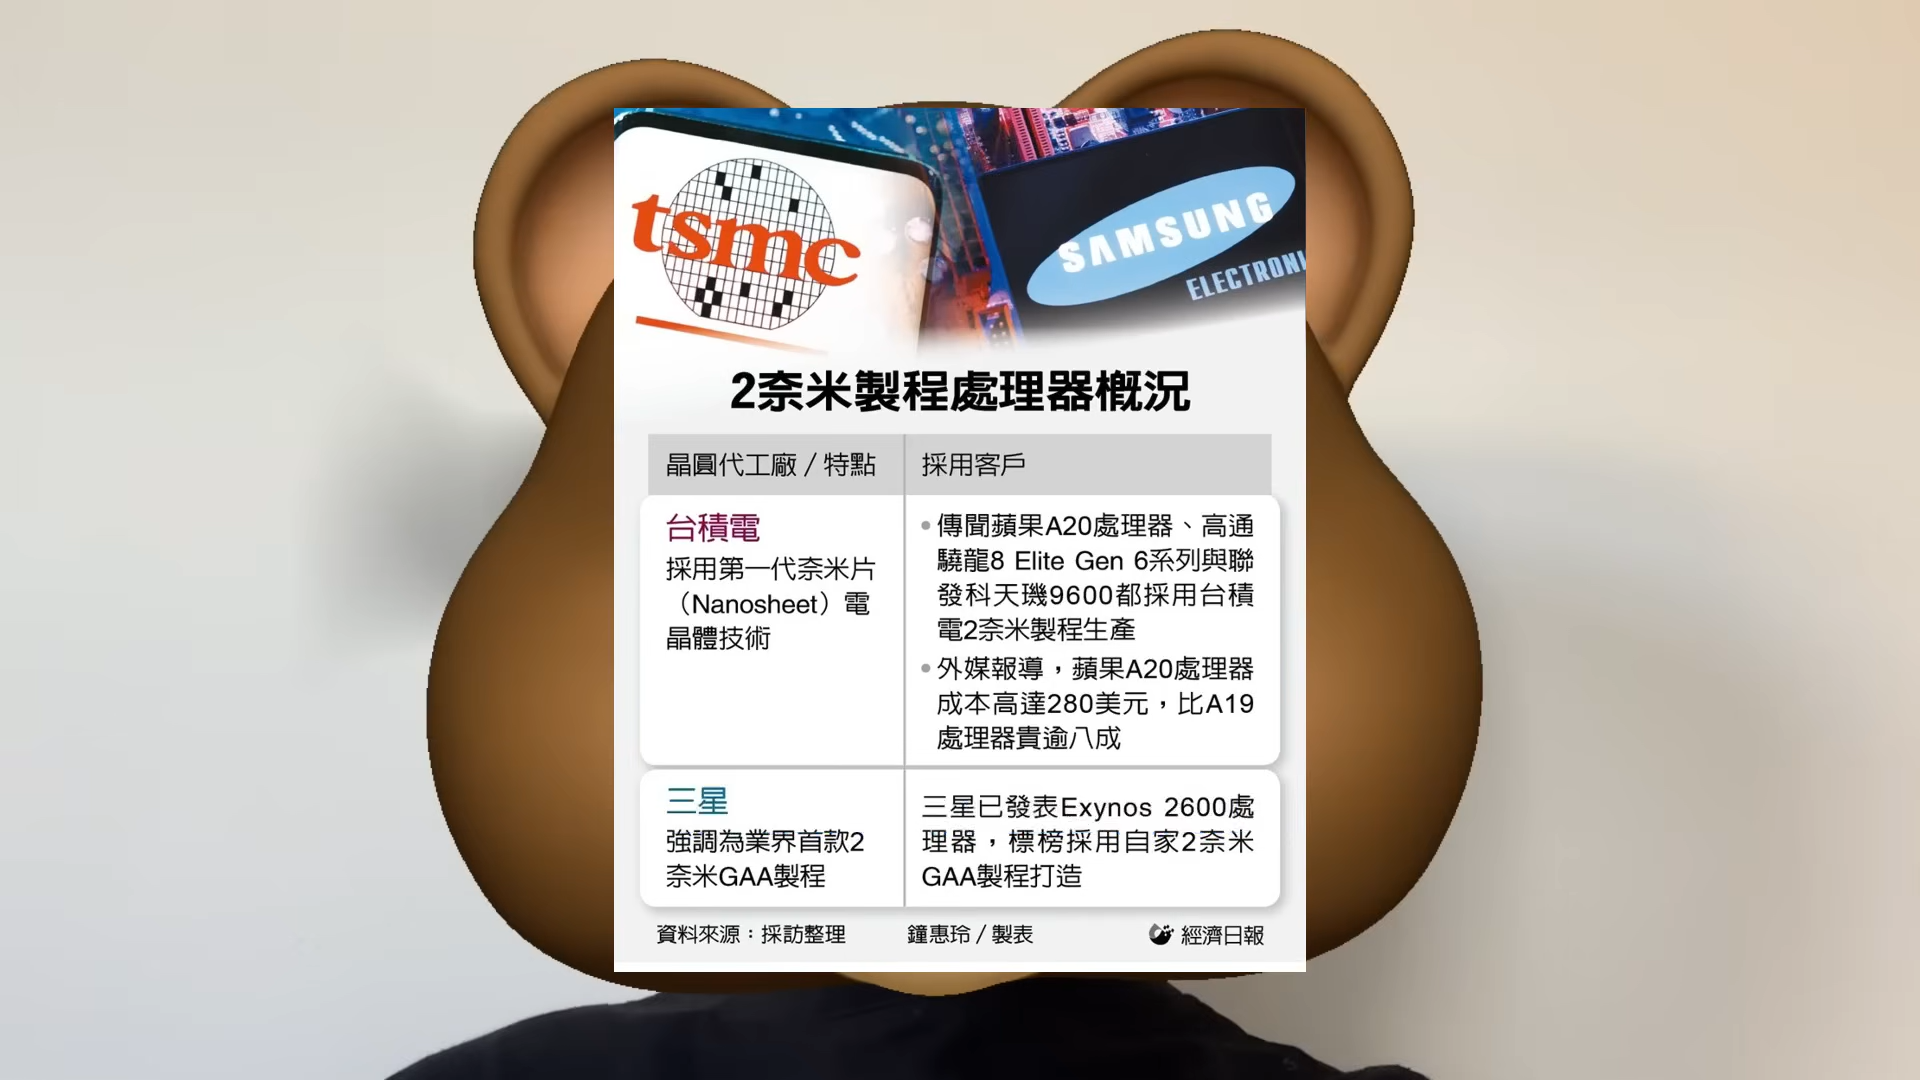 tsmc
SAMSUNG
2奈米製程處理器概況
晶圓代工廠／特點
採用客戶
台積電
採用第一代奈米片
（Nanosheet）電
晶體技術
•傳聞蘋果A20處理器、高通
驍龍8 Elite Gen 6系列與聯
發科天璣9600都採用台積
電2奈米製程生產
•外媒報導，蘋果A20處理器
成本高達280美元，比A19
處理器貴逾八成
三星
強調為業界首款2
奈米GAA製程
三星已發表Exynos 2600處
理器，標榜採用自家2奈米
GAA製程打造
資料來源：採訪整理
鐘惠玲／製表
經濟日報